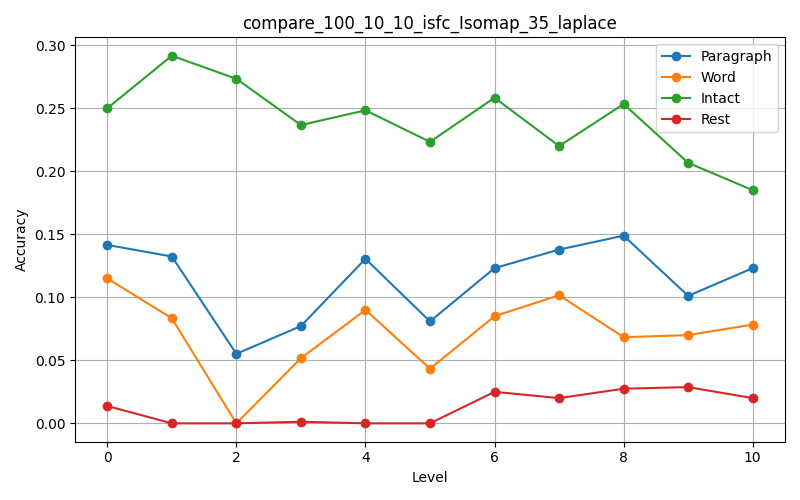 compare_100_10_10_isfc_Isomap_35_laplace
Paragraph
Word
Intact
Rest
Accuracy
0.30
0.25
0.20
0.15
0.10
0.05
0.00
0 2 4 6 8 10
Level